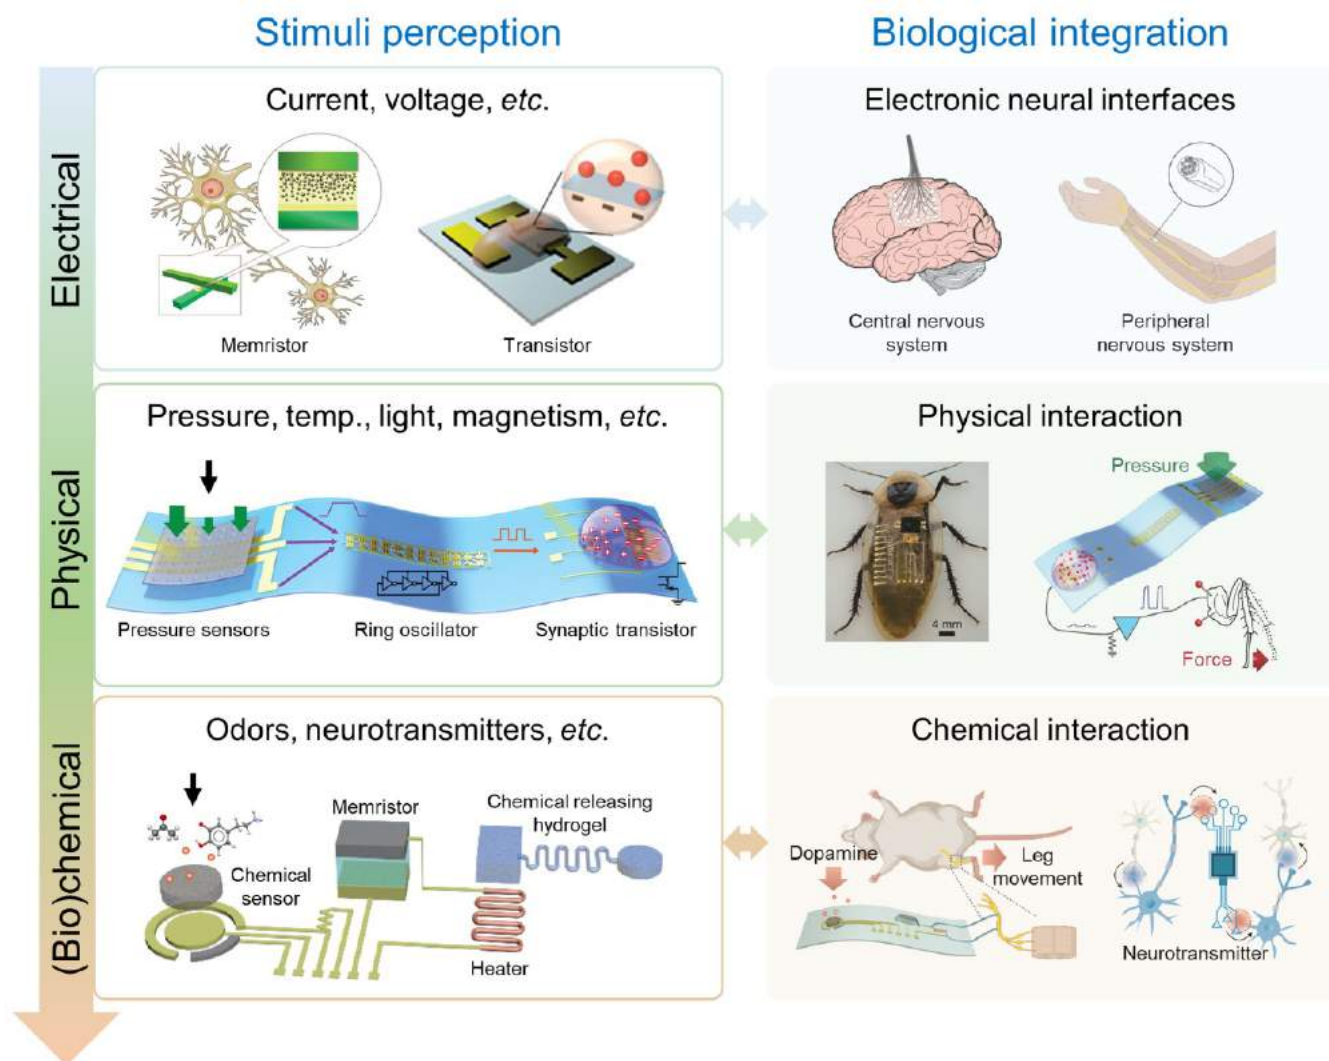 Stimuli perception
Biological integration
Electrical
Current, voltage, etc.
Memristor
Transistor
Electronic neural interfaces
Central nervous
system
Peripheral
nervous system
Physical
Pressure, temp., light, magnetism, etc.
Pressure sensors
Ring oscillator
Synaptic transistor
Physical interaction
4 mm
Pressure
Force
(Bio)chemical
Odors, neurotransmitters, etc.
Chemical
sensor
Memristor
Chemical releasing
hydrogel
Heater
Chemical interaction
Dopamine
Leg
movement
Neurotransmitter